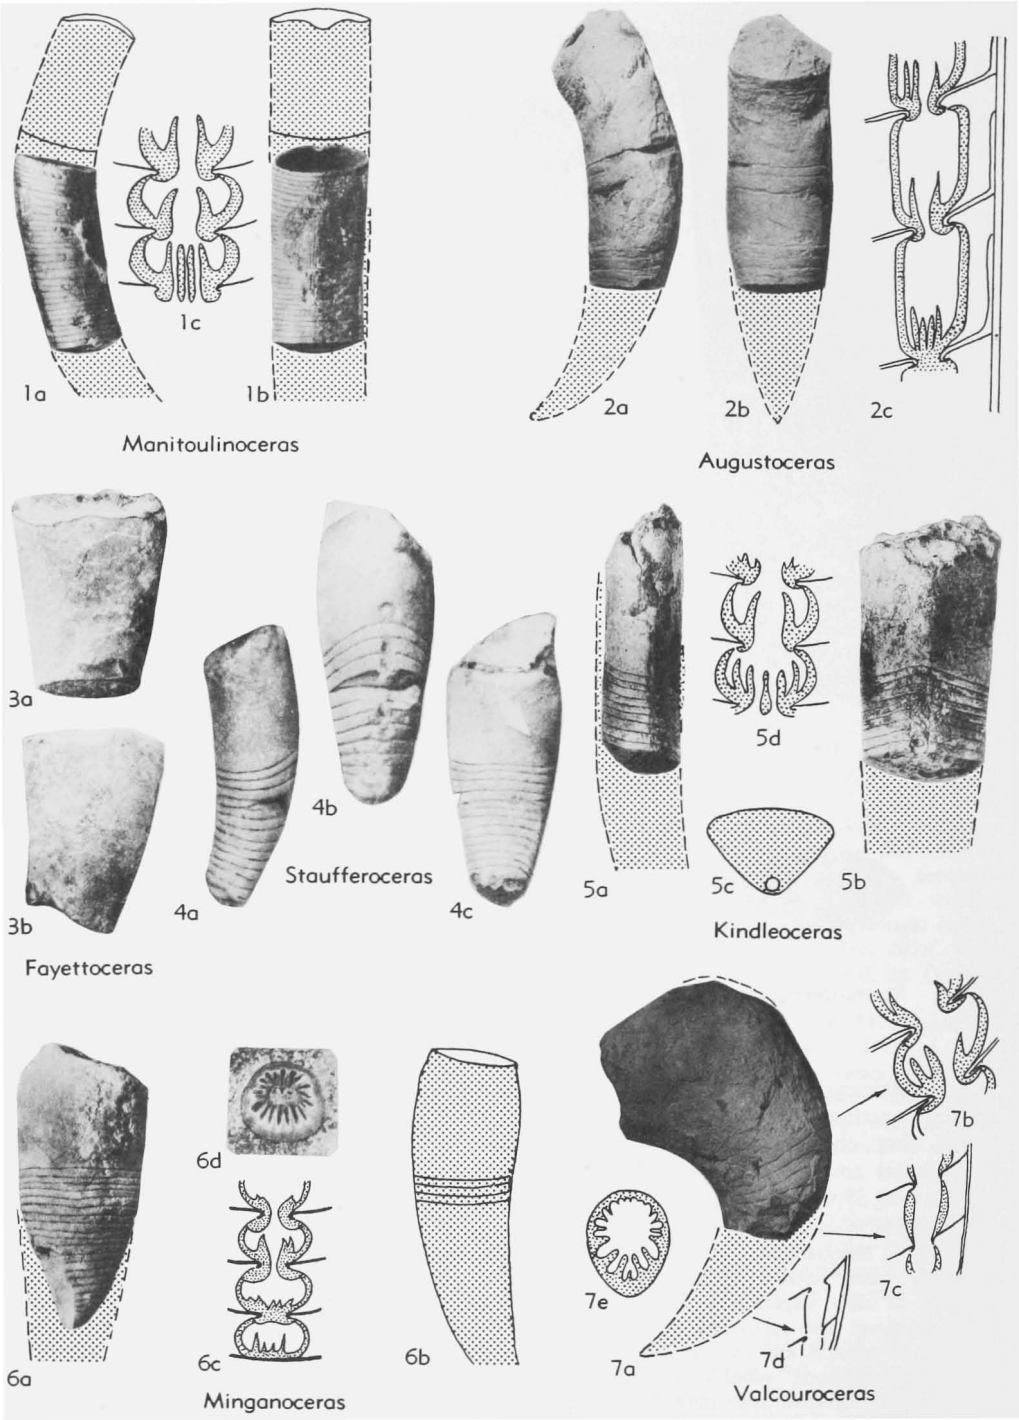 1a
1c
1b
Manitoulinoceras
2a
2b
2c
Augustoceras
3a
3b
Fayettoceras
4a
4b
4c
Staufferoceras
5a
5d
5c
5b
Kindleoceras
6a
6d
6c
6b
Minganoceras
7a
7e
7b
7c
7d
Valcouroceras